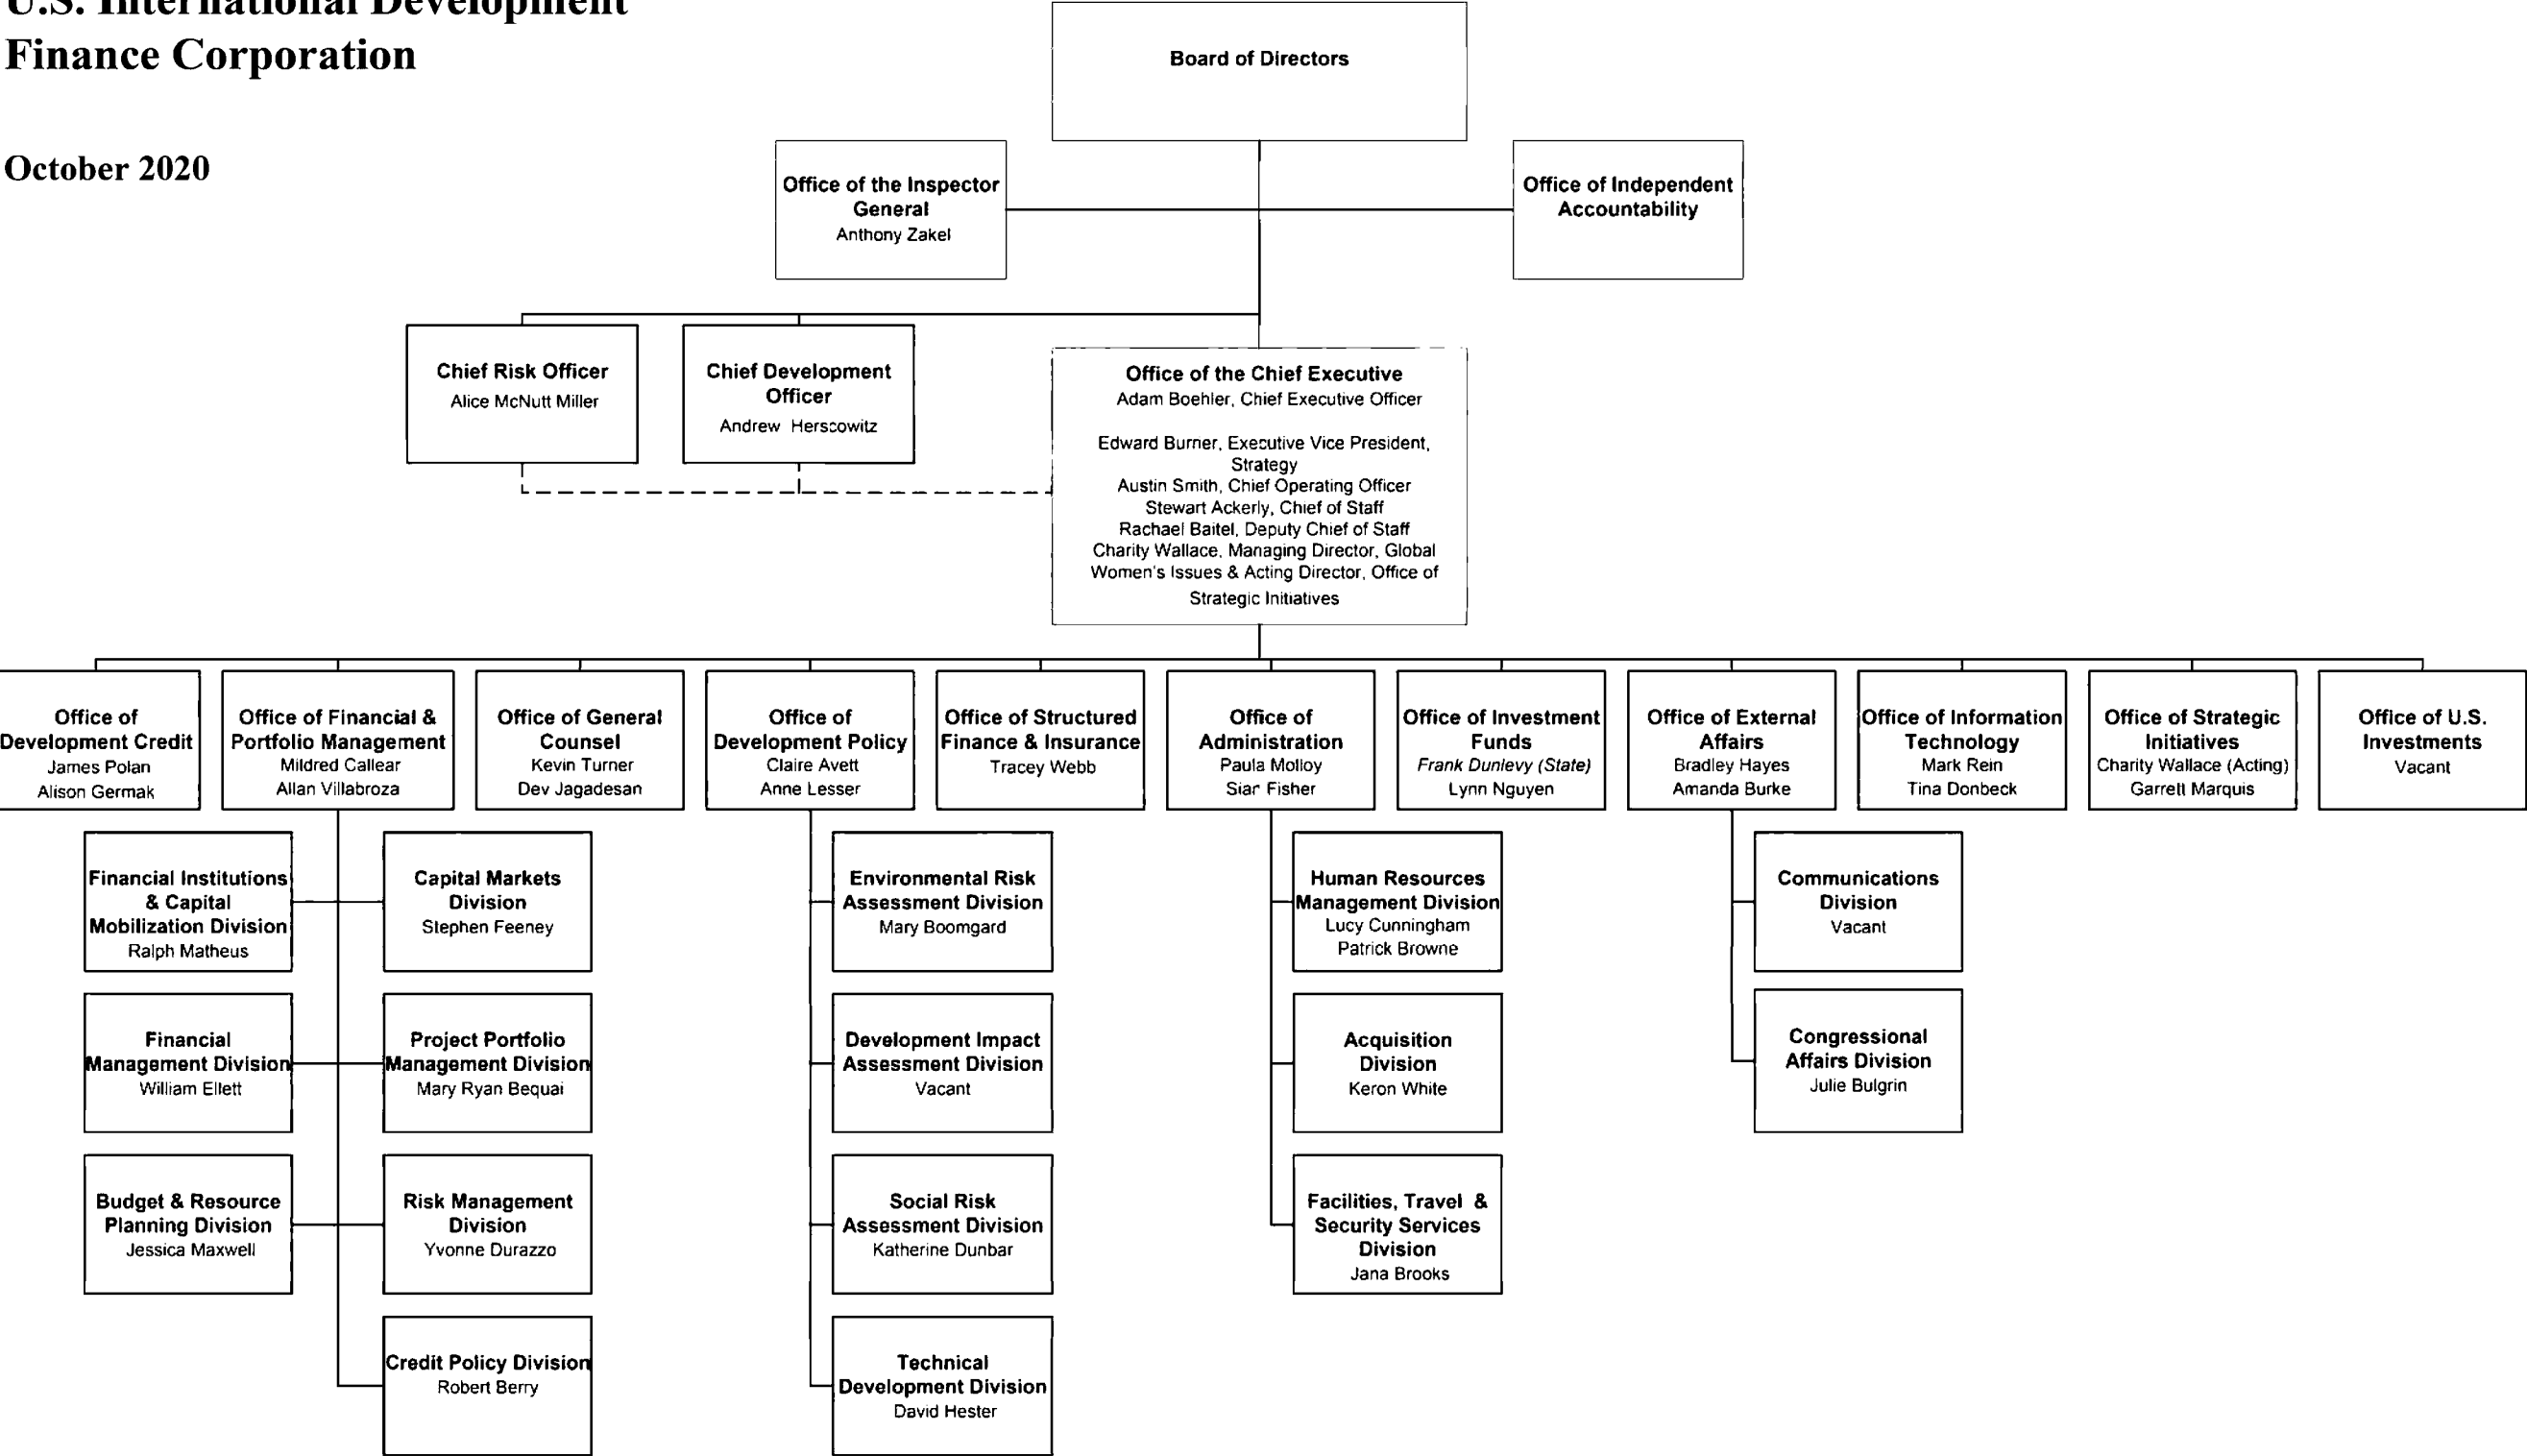 U.S. International Development
Finance Corporation
October 2020
Board of Directors
Office of the Inspector
General
Anthony Zakel
Office of Independent
Accountability
Chief Risk Officer
Alice McNutt Miller
Chief Development
Officer
Andrew Herscowitz
Office of the Chief Executive
Adam Boehler, Chief Executive Officer
Edward Burner, Executive Vice President,
Strategy
Austin Smith, Chief Operating Officer
Stewart Ackerly, Chief of Staff
Rachael Baitel, Deputy Chief of Staff
Charity Wallace, Managing Director, Global
Women's Issues & Acting Director, Office of
Strategic Initiatives
Office of
Development Credit
James Polan
Alison Germak
Office of Financial &
Portfolio Management
Mildred Callear
Allan Villabroza
Office of General
Counsel
Kevin Turner
Dev Jagadesan
Office of
Development Policy
Claire Avett
Anne Lesser
Office of Structured
Finance & Insurance
Tracey Webb
Office of
Administration
Paula Molloy
Sian Fisher
Office of Investment
Funds
Frank Dunlevy (State)
Lynn Nguyen
Office of External
Affairs
Bradley Hayes
Amanda Burke
Office of Information
Technology
Mark Rein
Tina Donbeck
Office of Strategic
Initiatives
Charity Wallace (Acting)
Garrett Marquis
Office of U.S.
Investments
Vacant
Financial Institutions
& Capital
Mobilization Division
Ralph Matheus
Capital Markets
Division
Stephen Feeney
Environmental Risk
Assessment Division
Mary Boomgard
Human Resources
Management Division
Lucy Cunningham
Patrick Browne
Communications
Division
Vacant
Financial
Management Division
William Ellett
Project Portfolio
Management Division
Mary Ryan Bequai
Development Impact
Assessment Division
Vacant
Acquisition
Division
Keron White
Congressional
Affairs Division
Julie Bulgrin
Budget & Resource
Planning Division
Jessica Maxwell
Risk Management
Division
Yvonne Durazzo
Social Risk
Assessment Division
Katherine Dunbar
Facilities, Travel &
Security Services
Division
Jana Brooks
Credit Policy Division
Robert Berry
Technical
Development Division
David Hester